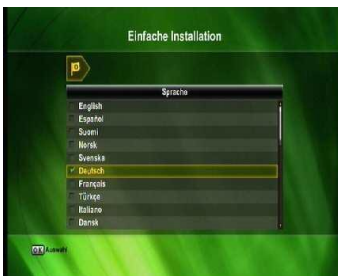 Einfache Installation
Sprache
English
Español
Suomi
Norsk
Svenska
Deutsch
Français
Türkçe
Italiano
Dansk
OK Auswahl